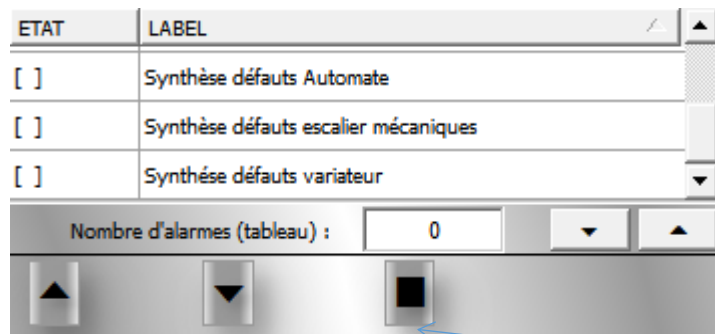 ETAT LABEL
[ ] Synthèse défauts Automate
[ ] Synthèse défauts escalier mécaniques
[ ] Synthése défauts variateur
Nombre d'alarmes (tableau) : 0